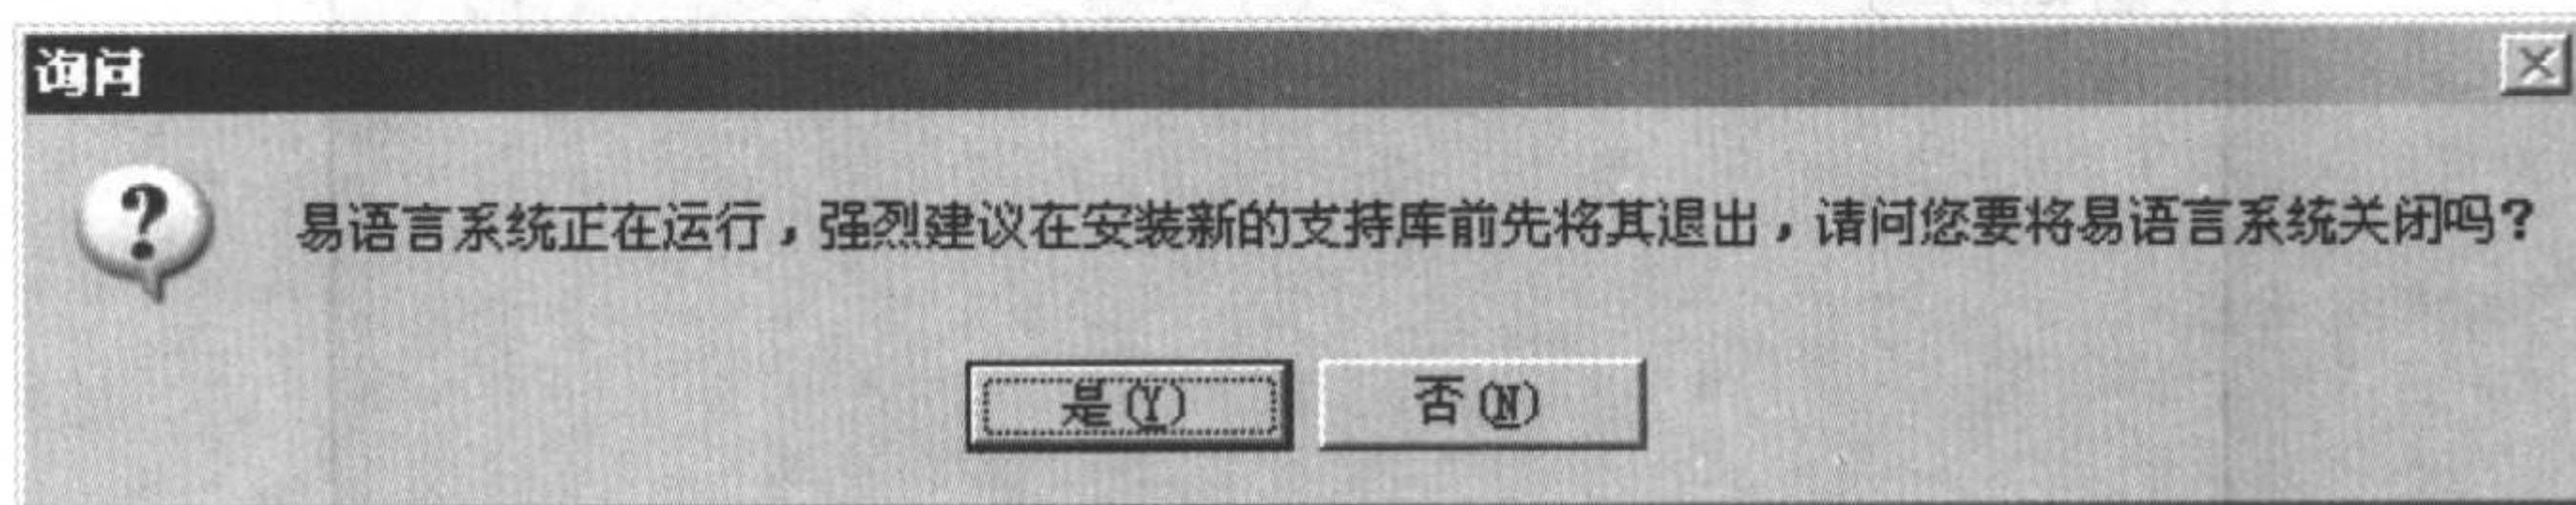 询问
易语言系统正在运行，强烈建议在安装新的支持库前先将其退出，请问您要将易语言系统关闭吗？
是(Y) 否(N)